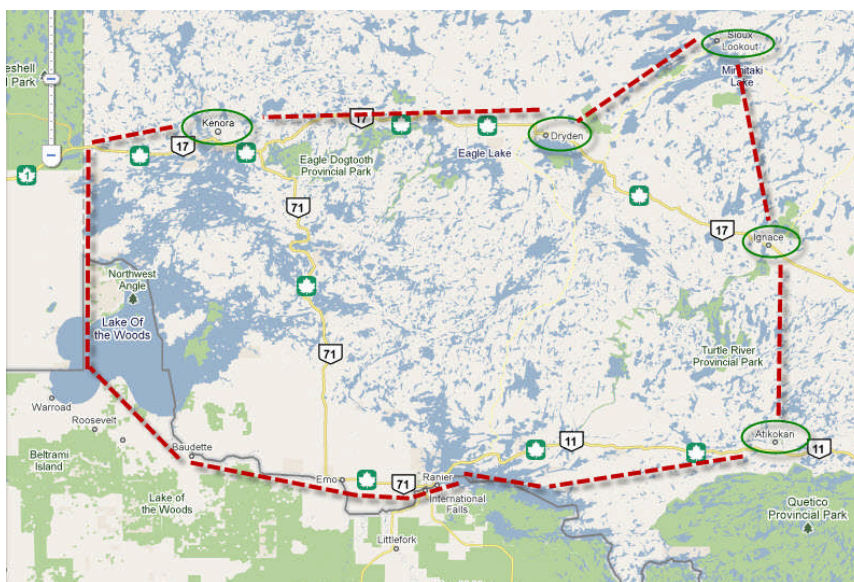 Sioux
Lookout
eshell
l Park
Minnitaki
Lake
Kenora
17
Dryden
17
Eagle Lake
Eagle Dogtooth
Provincial Park
1
71
17
Ignace
Northwest
Angle
Lake Of
the Woods
71
Turtle River
Provincial Park
Warroad
Roosevelt
Atikokan
11
11
Baudette
Beltrami
Island
Emo
71
Ranier
International
Falls
Lake of
the Woods
Quetico
Provincial Park
Littlefork